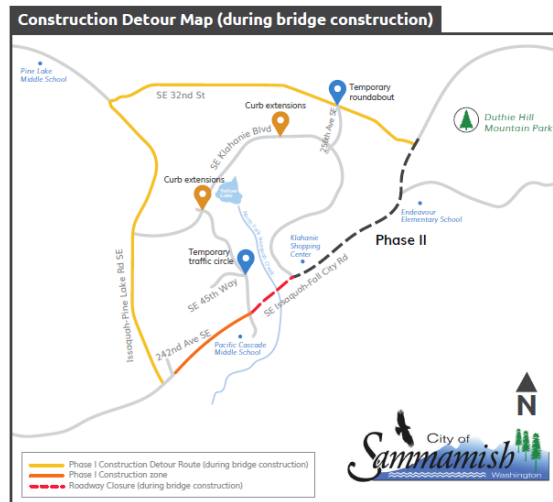 Construction Detour Map (during bridge construction)
Pine Lake
Middle School
SE 32nd St
Temporary
roundabout
Curb extensions
256th Ave SE
Duthie Hill
Mountain Park
SE Klahanie Blvd
Curb extensions
Endeavour
Elementary School
Klahanie
Shopping
Center
Phase II
Temporary
traffic circle
SE Issaquah-Fall City Rd
Issaquah-Pine Lake Rd SE
SE 45th Way
242nd Ave SE
Pacific Cascade
Middle School
N
City of
Sammamish
Washington
Phase I Construction Detour Route (during bridge construction)
Phase I Construction zone
Roadway Closure (during bridge construction)